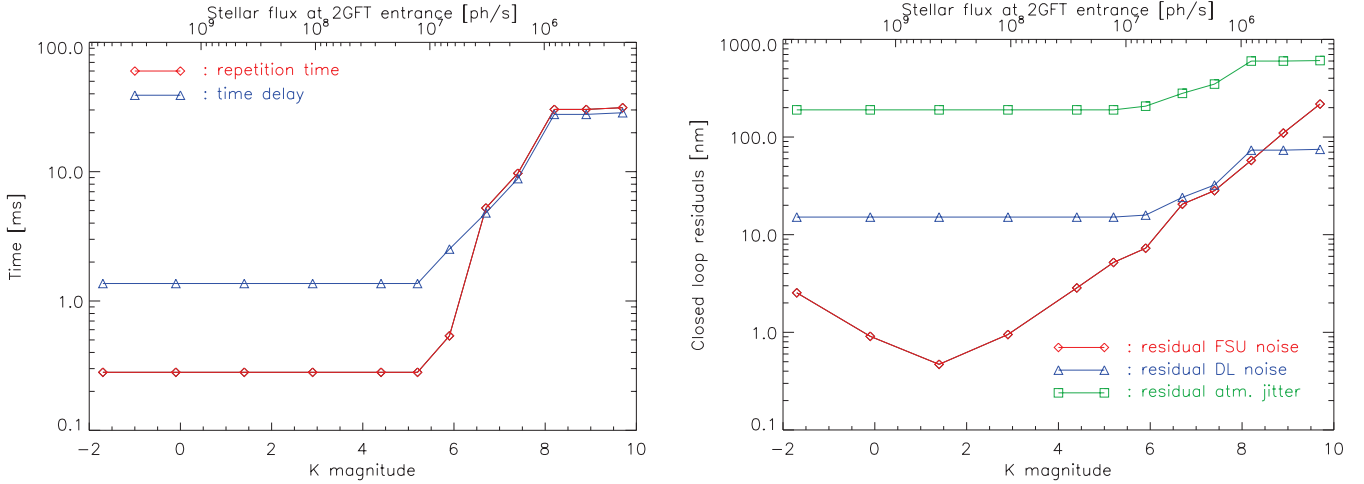 Stellar flux at 2GFT entrance [ph/s]
10⁹ 10⁸ 10⁷ 10⁶
100.0
10.0
1.0
0.1
Time [ms]
: repetition time
: time delay
−2 0 2 4 6 8 10
K magnitude
Stellar flux at 2GFT entrance [ph/s]
10⁹ 10⁸ 10⁷ 10⁶
1000.0
100.0
10.0
1.0
0.1
Closed loop residuals [nm]
: residual FSU noise
: residual DL noise
: residual atm. jitter
−2 0 2 4 6 8 10
K magnitude